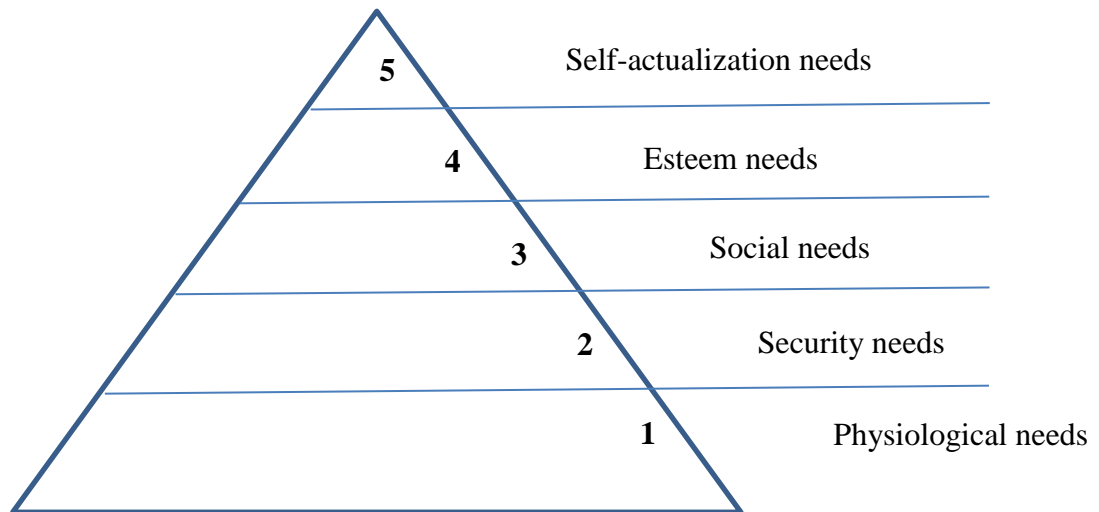 5 Self-actualization needs
4 Esteem needs
3 Social needs
2 Security needs
1 Physiological needs